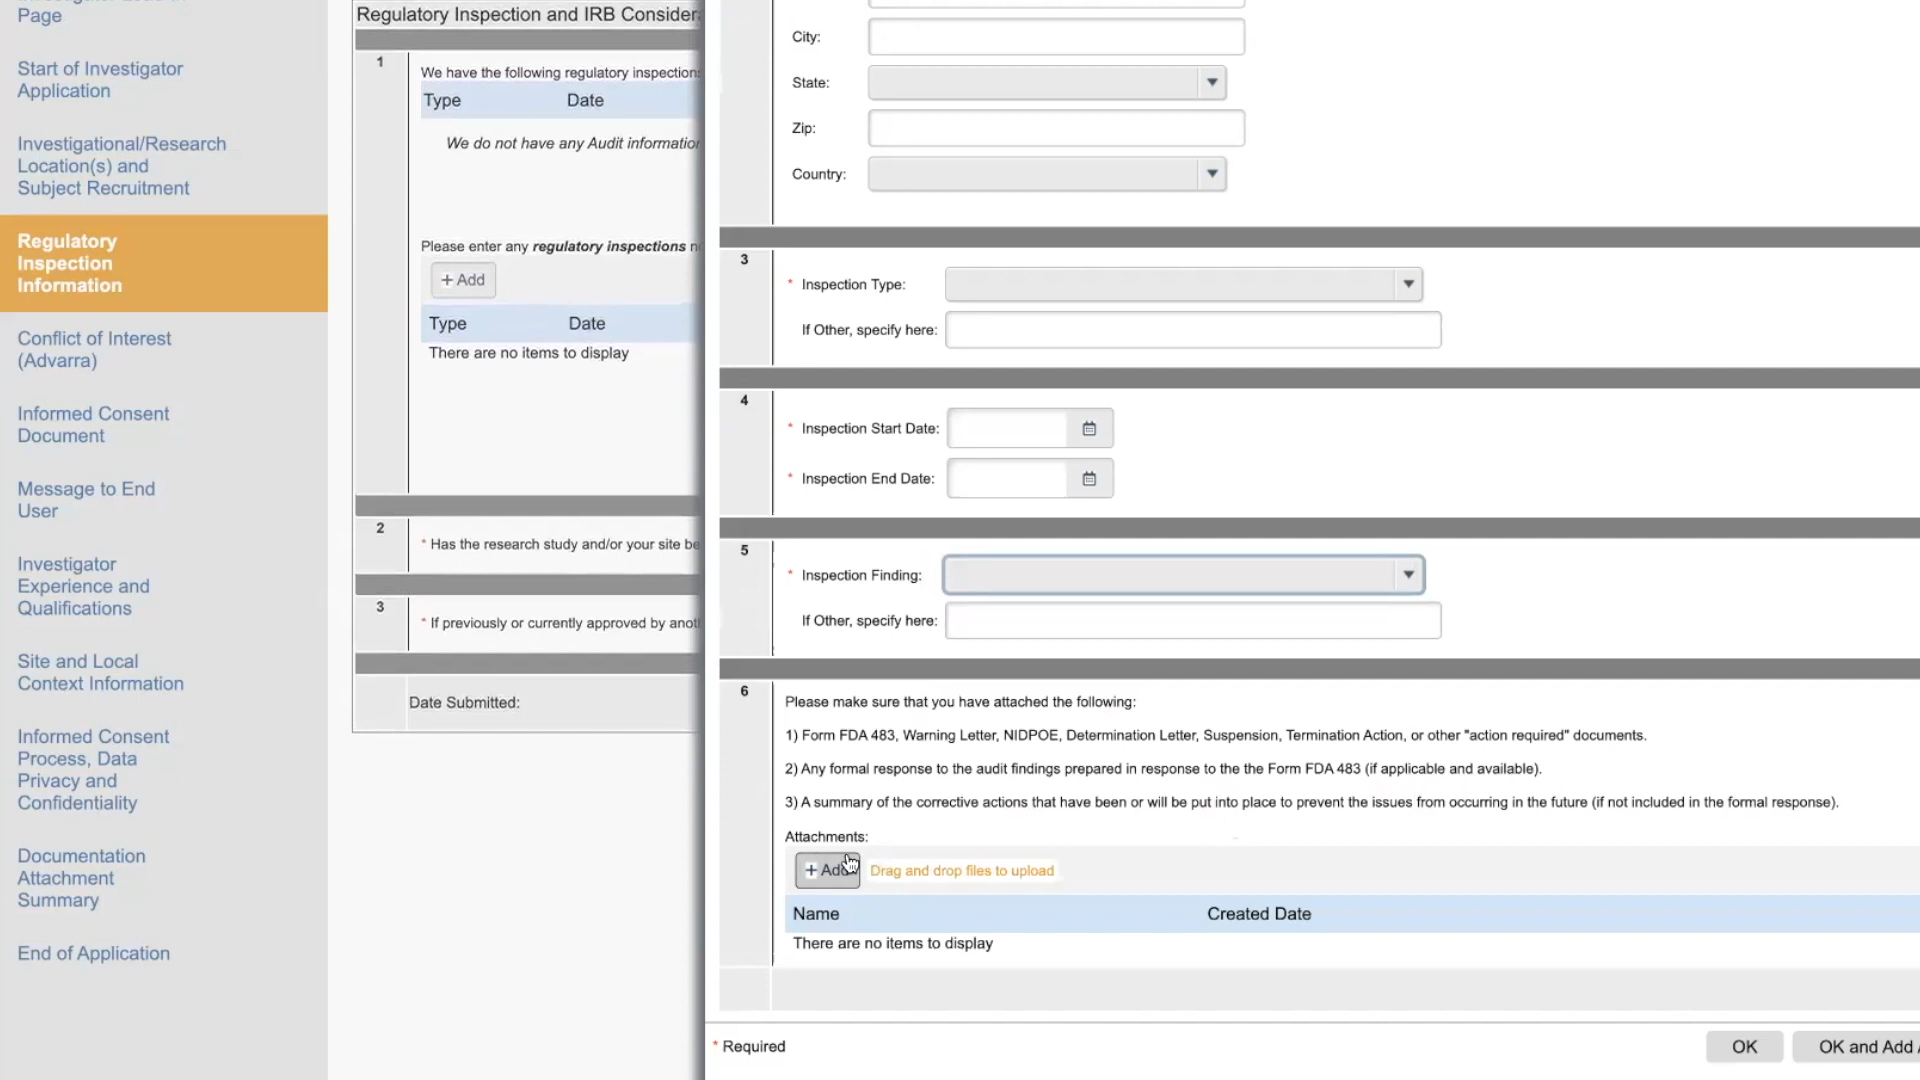 Page
Start of Investigator
Application
Investigational/Research
Location(s) and
Subject Recruitment
Regulatory
Inspection
Information
Conflict of Interest
(Advarra)
Informed Consent
Document
Message to End
User
Investigator
Experience and
Qualifications
Site and Local
Context Information
Informed Consent
Process, Data
Privacy and
Confidentiality
Documentation
Attachment
Summary
End of Application
Regulatory Inspection and IRB Consider
1
We have the following regulatory inspection
Type Date
We do not have any Audit information
Please enter any regulatory inspections
+ Add
Type Date
There are no items to display
2
* Has the research study and/or your site be
3
* If previously or currently approved by anot
Date Submitted:
City:
State:
Zip:
Country:
3
* Inspection Type:
If Other, specify here:
4
* Inspection Start Date:
* Inspection End Date:
5
* Inspection Finding:
If Other, specify here:
6
Please make sure that you have attached the following:
1) Form FDA 483, Warning Letter, NIDPOE, Determination Letter, Suspension, Termination Action, or other "action required" documents.
2) Any formal response to the audit findings prepared in response to the the Form FDA 483 (if applicable and available).
3) A summary of the corrective actions that have been or will be put into place to prevent the issues from occurring in the future (if not included in the formal response).
Attachments:
+ Add Drag and drop files to upload
Name Created Date
There are no items to display
* Required
OK OK and Add